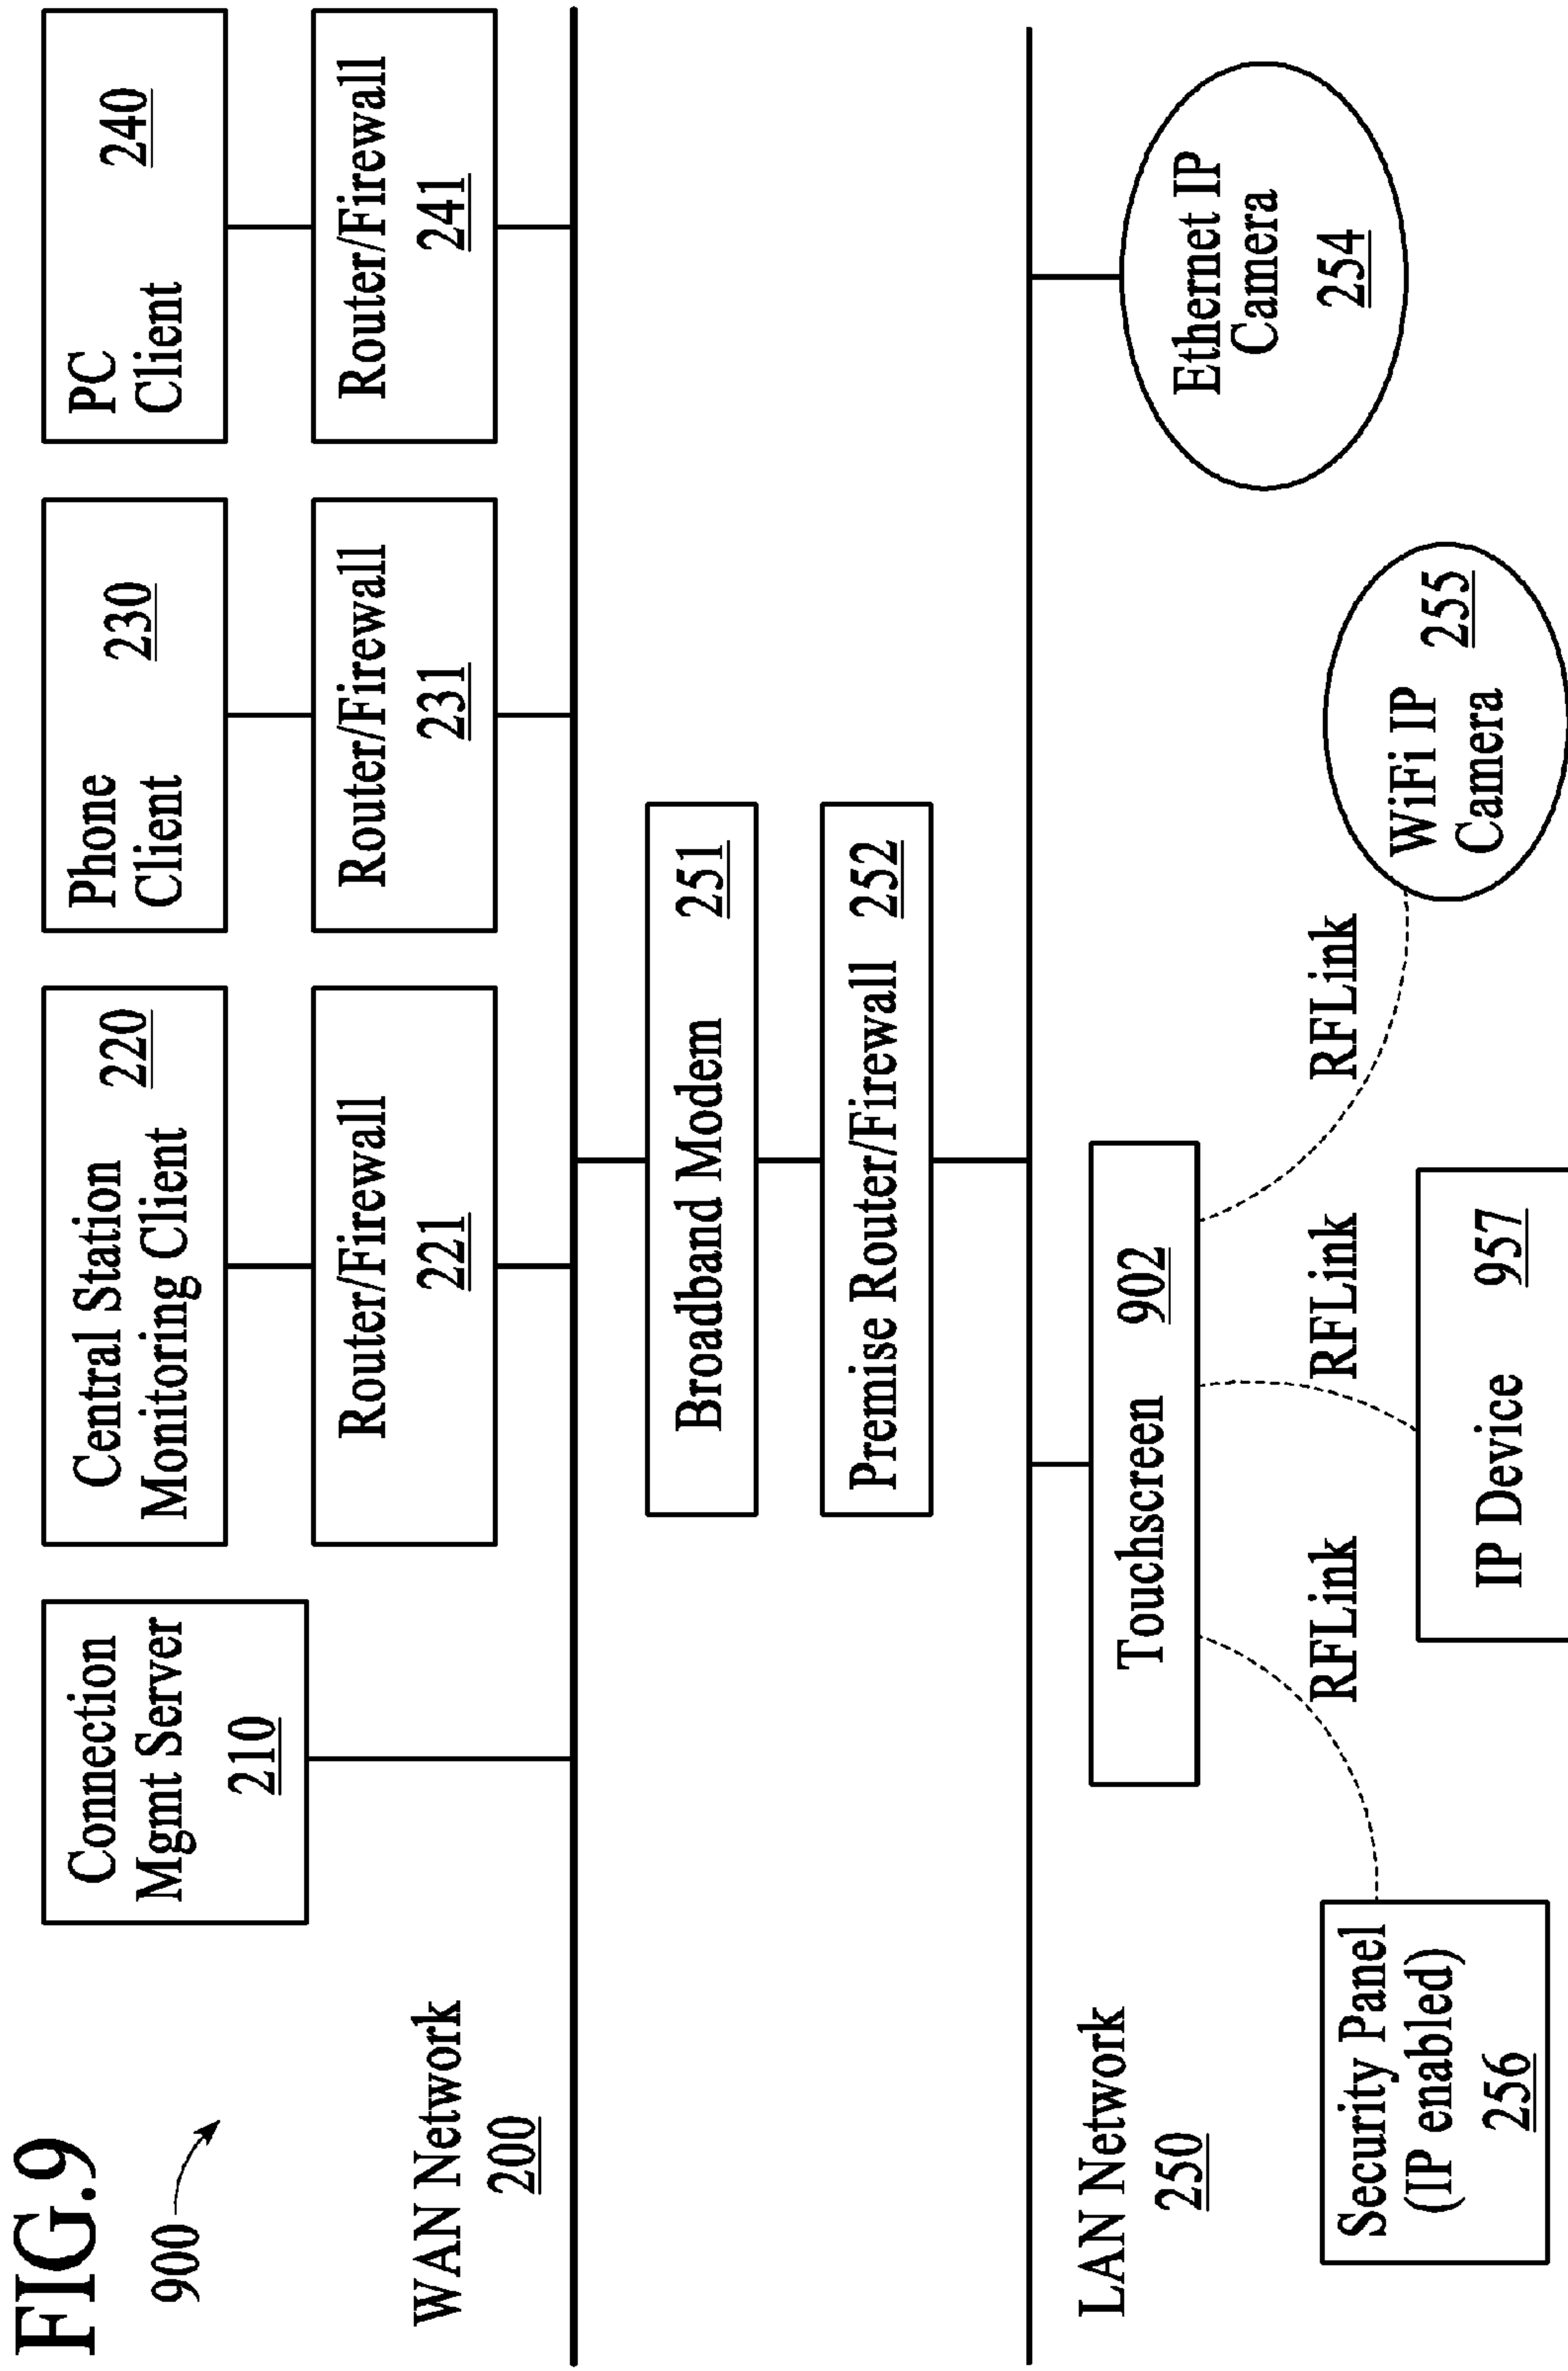 FIG.9
900
Connection
Mgmt Server
210
Central Station
Monitoring Client
220
Phone
Client
230
PC
Client
240
Router/Firewall
221
Router/Firewall
231
Router/Firewall
241
WAN Network
200
Broadband Modem 251
Premise Router/Firewall 252
LAN Network
250
Touchscreen 902
Ethernet IP
Camera
254
RFLink
RFLink
RFLink
Security Panel
(IP enabled)
256
IP Device 957
WiFi IP
Camera
255